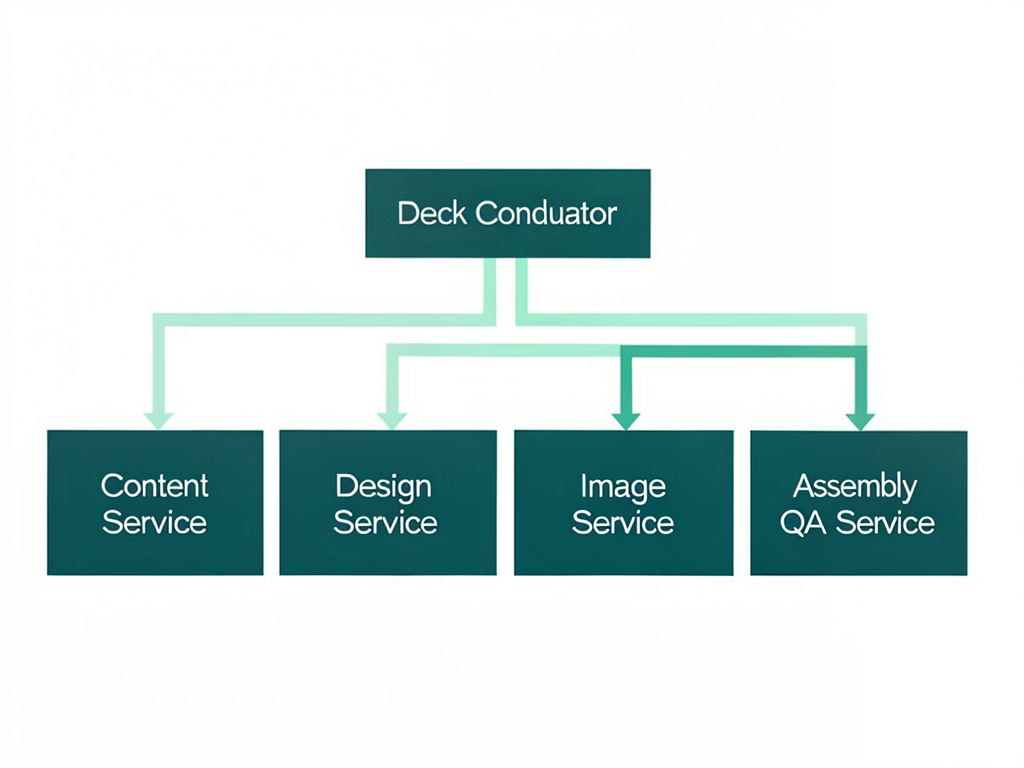 Deck Conduator
Content
Service
Design
Service
Image
Service
Assembly
QA Service